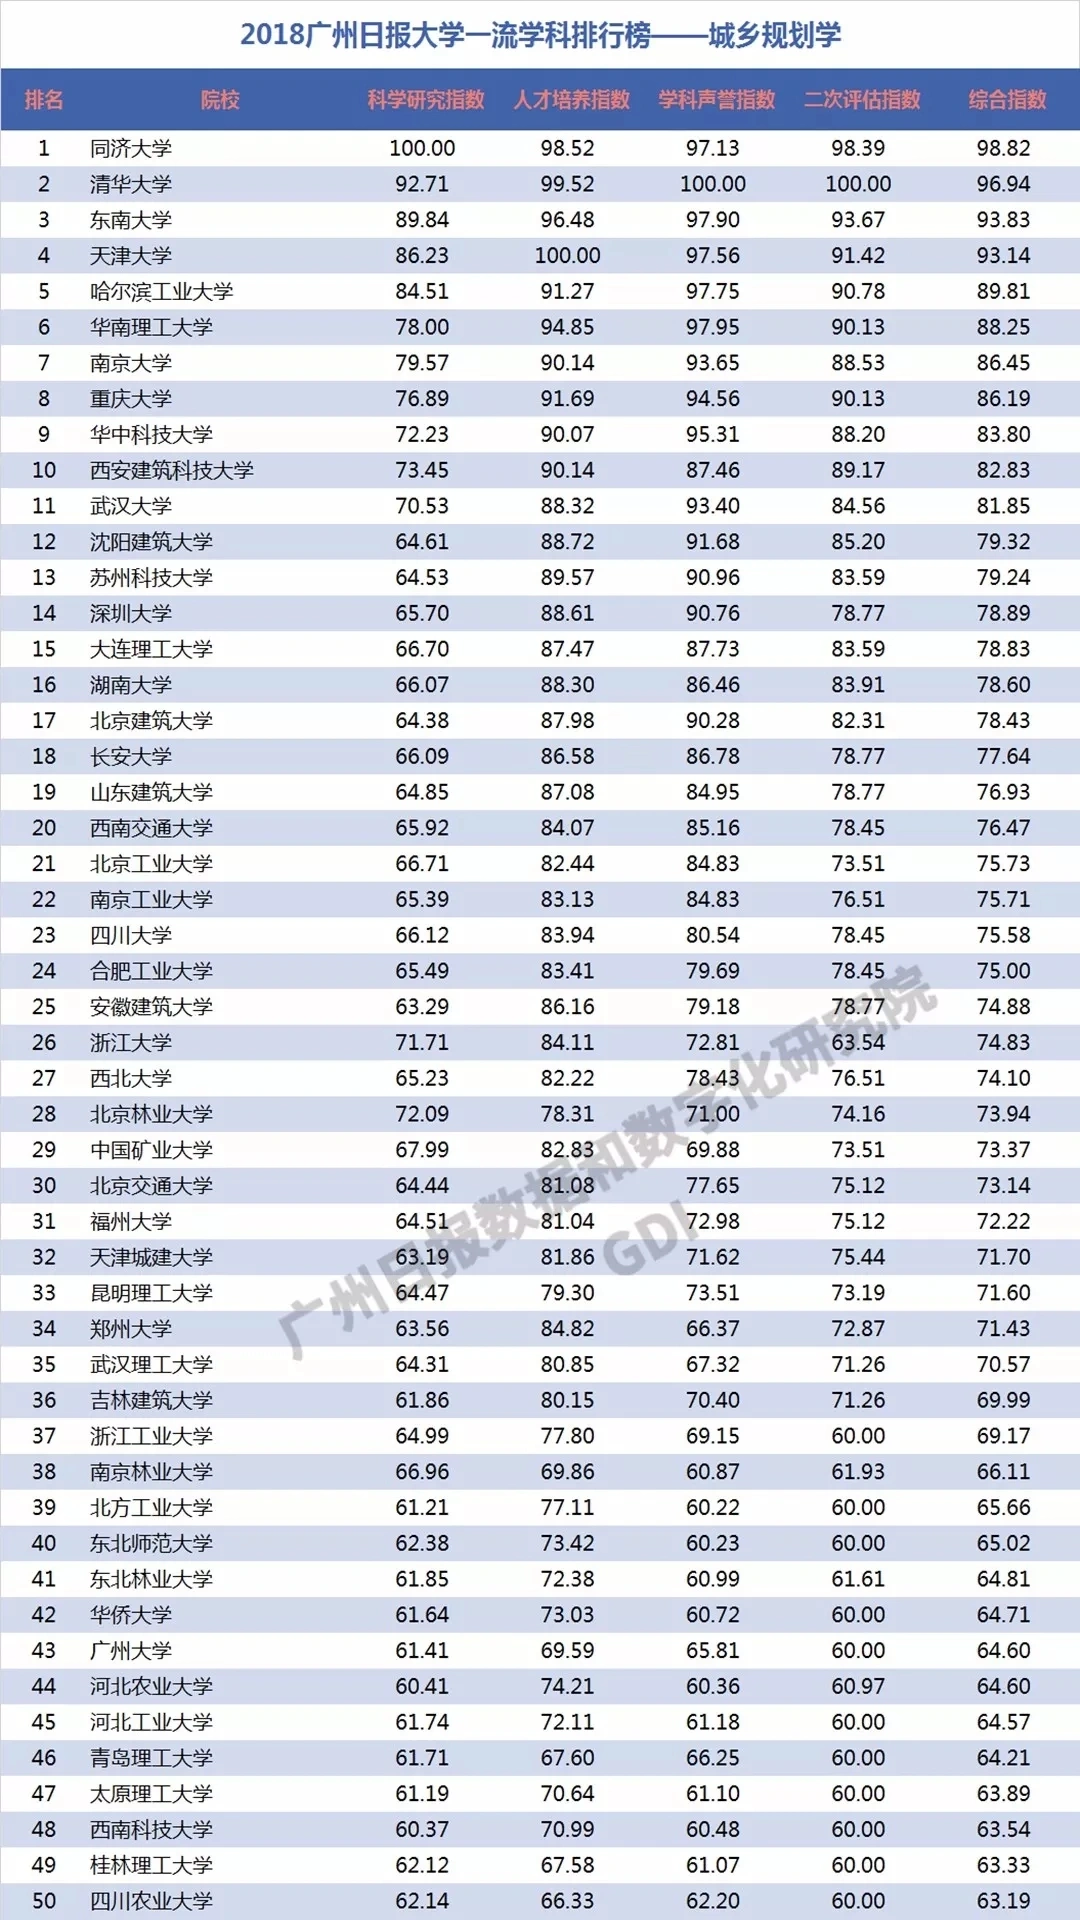 2018广州日报大学一流学科排行榜——城乡规划学
排名 院校 科学研究指数 人才培养指数 学科声誉指数 二次评估指数 综合指数
1 同济大学 100.00 98.52 97.13 98.39 98.82
2 清华大学 92.71 99.52 100.00 100.00 96.94
3 东南大学 89.84 96.48 97.90 93.67 93.83
4 天津大学 86.23 100.00 97.56 91.42 93.14
5 哈尔滨工业大学 84.51 91.27 97.75 90.78 89.81
6 华南理工大学 78.00 94.85 97.95 90.13 88.25
7 南京大学 79.57 90.14 93.65 88.53 86.45
8 重庆大学 76.89 91.69 94.56 90.13 86.19
9 华中科技大学 72.23 90.07 95.31 88.20 83.80
10 西安建筑科技大学 73.45 90.14 87.46 89.17 82.83
11 武汉大学 70.53 88.32 93.40 84.56 81.85
12 沈阳建筑大学 64.61 88.72 91.68 85.20 79.32
13 苏州科技大学 64.53 89.57 90.96 83.59 79.24
14 深圳大学 65.70 88.61 90.76 78.77 78.89
15 大连理工大学 66.70 87.47 87.73 83.59 78.83
16 湖南大学 66.07 88.30 86.46 83.91 78.60
17 北京建筑大学 64.38 87.98 90.28 82.31 78.43
18 长安大学 66.09 86.58 86.78 78.77 77.64
19 山东建筑大学 64.85 87.08 84.95 78.77 76.93
20 西南交通大学 65.92 84.07 85.16 78.45 76.47
21 北京工业大学 66.71 82.44 84.83 73.51 75.73
22 南京工业大学 65.39 83.13 84.83 76.51 75.71
23 四川大学 66.12 83.94 80.54 78.45 75.58
24 合肥工业大学 65.49 83.41 79.69 78.45 75.00
25 安徽建筑大学 63.29 86.16 79.18 78.77 74.88
26 浙江大学 71.71 84.11 72.81 63.54 74.83
27 西北大学 65.23 82.22 78.43 76.51 74.10
28 北京林业大学 72.09 78.31 71.00 74.16 73.94
29 中国矿业大学 67.99 82.83 69.88 73.51 73.37
30 北京交通大学 64.44 81.08 77.65 75.12 73.14
31 福州大学 64.51 81.04 72.98 75.12 72.22
32 天津城建大学 63.19 81.86 71.62 75.44 71.70
33 昆明理工大学 64.47 79.30 73.51 73.19 71.60
34 郑州大学 63.56 84.82 66.37 72.87 71.43
35 武汉理工大学 64.31 80.85 67.32 71.26 70.57
36 吉林建筑大学 61.86 80.15 70.40 71.26 69.99
37 浙江工业大学 64.99 77.80 69.15 60.00 69.17
38 南京林业大学 66.96 69.86 60.87 61.93 66.11
39 北方工业大学 61.21 77.11 60.22 60.00 65.66
40 东北师范大学 62.38 73.42 60.23 60.00 65.02
41 东北林业大学 61.85 72.38 60.99 61.61 64.81
42 华侨大学 61.64 73.03 60.72 60.00 64.71
43 广州大学 61.41 69.59 65.81 60.00 64.60
44 河北农业大学 60.41 74.21 60.36 60.97 64.60
45 河北工业大学 61.74 72.11 61.18 60.00 64.57
46 青岛理工大学 61.71 67.60 66.25 60.00 64.21
47 太原理工大学 61.19 70.64 61.10 60.00 63.89
48 西南科技大学 60.37 70.99 60.48 60.00 63.54
49 桂林理工大学 62.12 67.58 61.07 60.00 63.33
50 四川农业大学 62.14 66.33 62.20 60.00 63.19
广州日报数据和数字化研究院
GDI